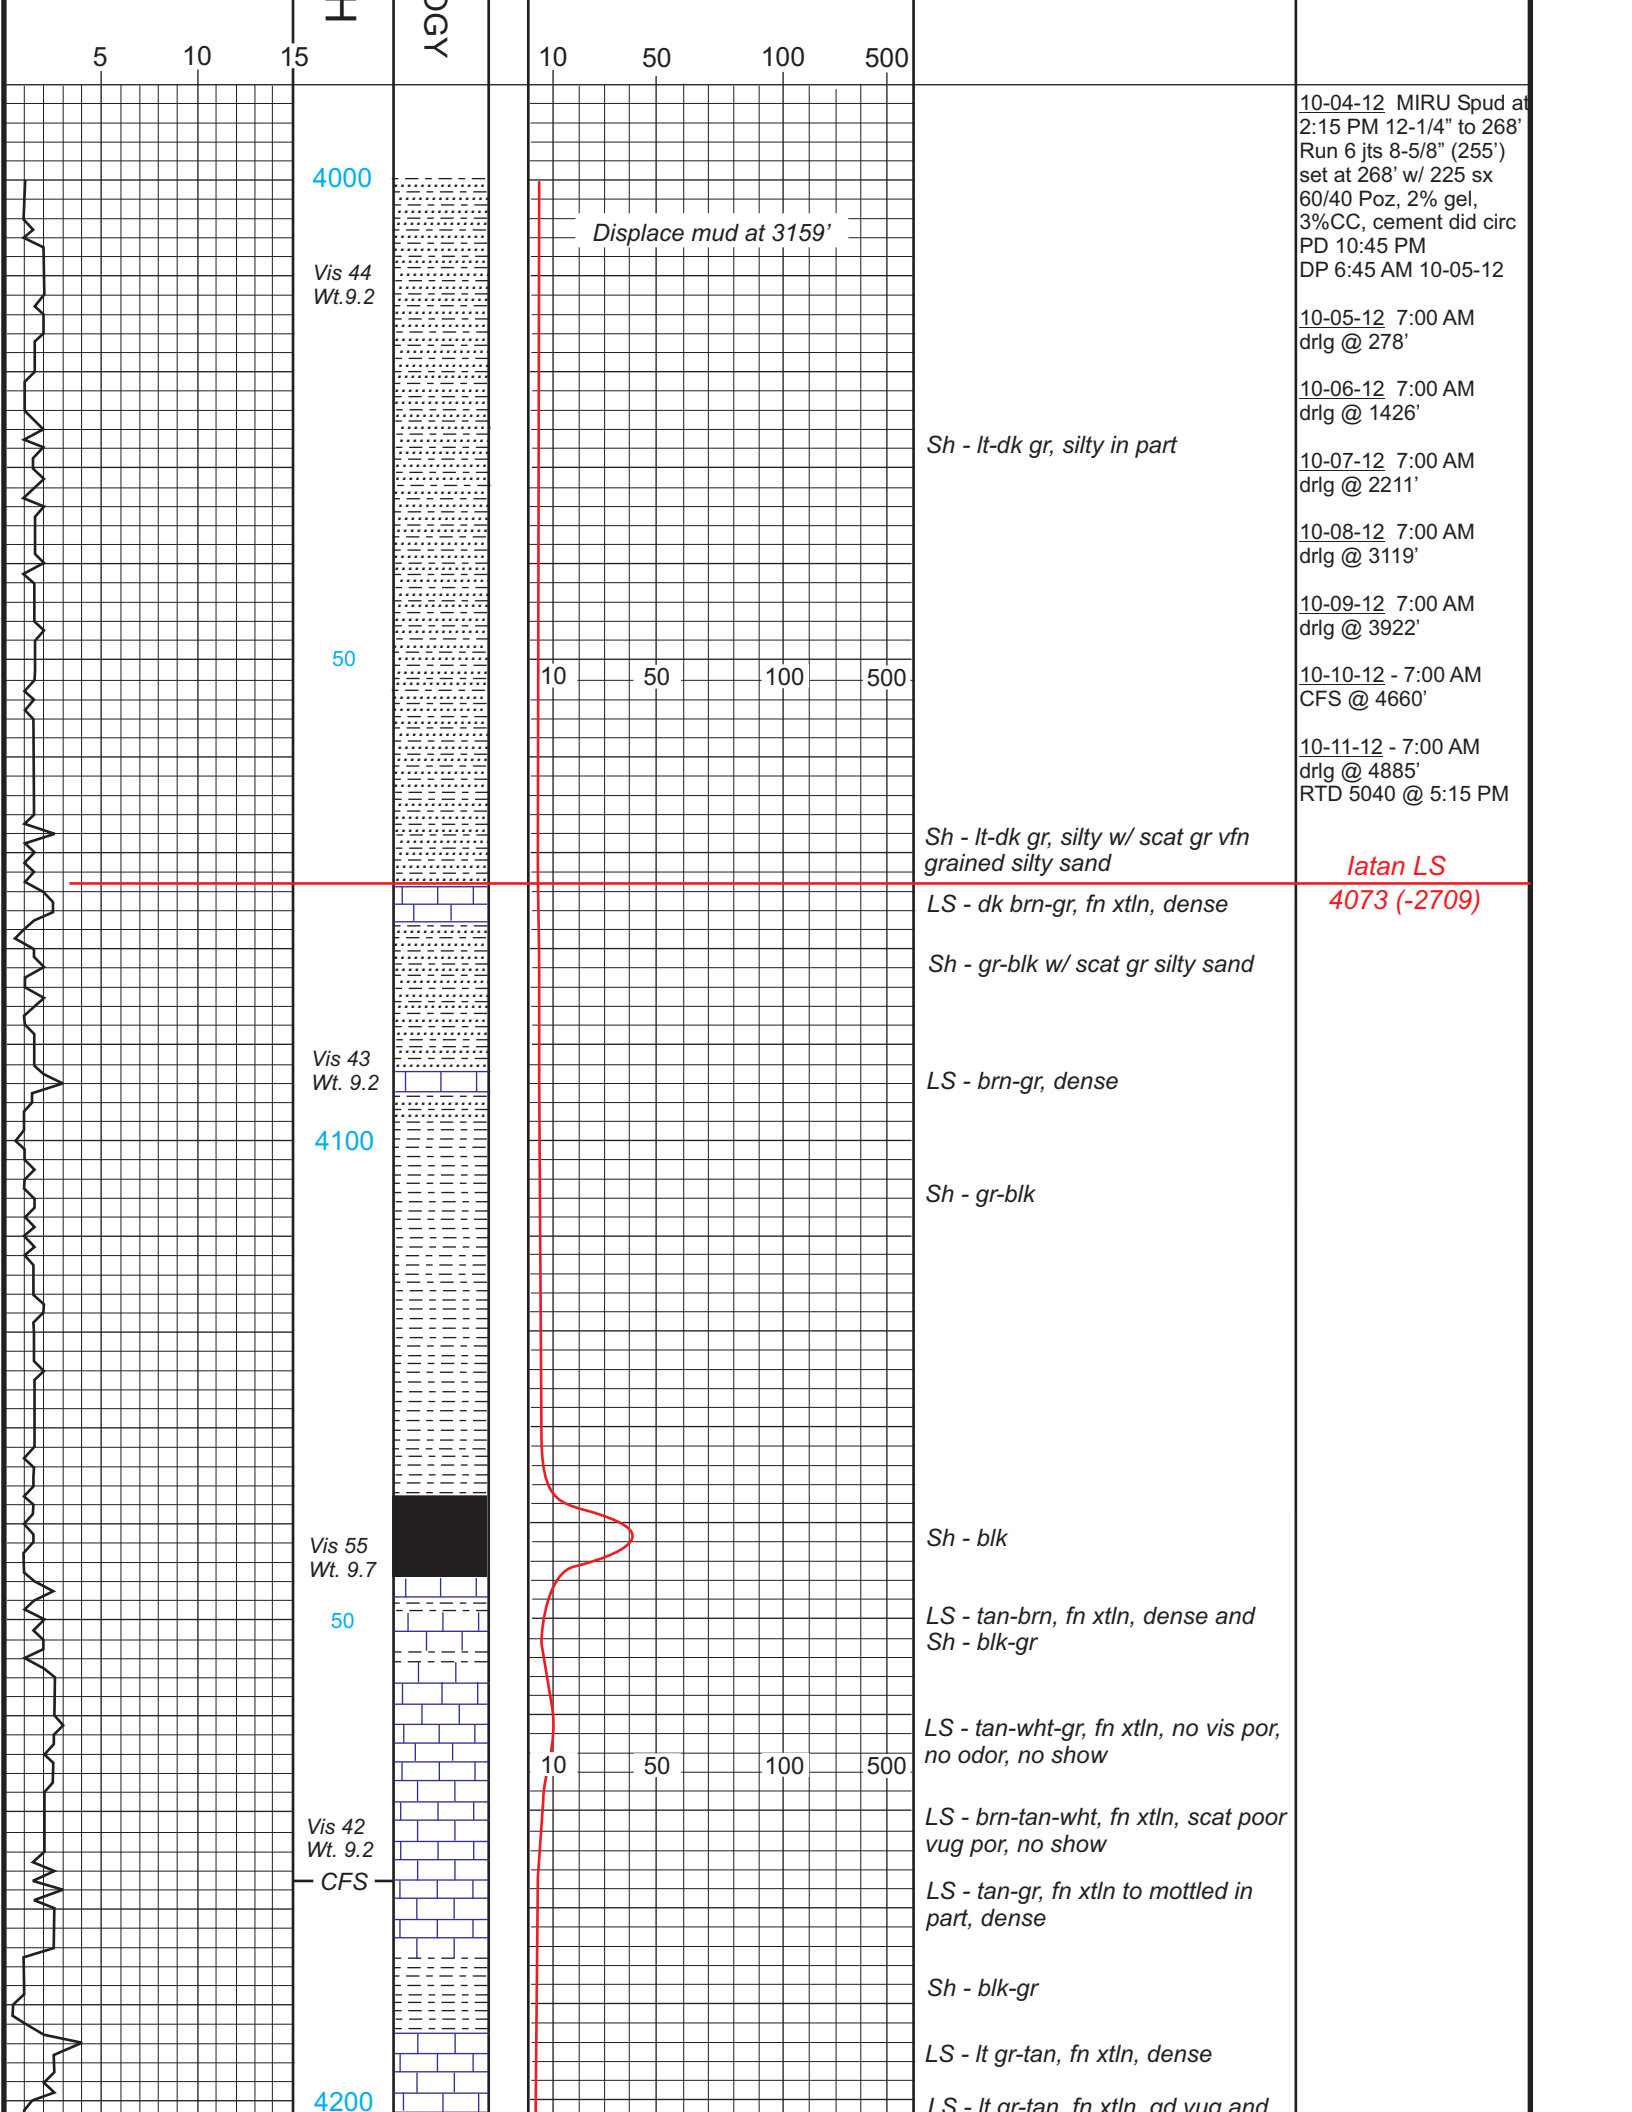 H
OGY
5 10 15 10 50 100 500
4000
Displace mud at 3159’
Vis 44
Wt.9.2
Sh - lt-dk gr, silty in part
50
10 50 100 500
Sh - lt-dk gr, silty w/ scat gr vfn
grained silty sand
LS - dk brn-gr, fn xtln, dense
Sh - gr-blk w/ scat gr silty sand
Vis 43
Wt. 9.2
LS - brn-gr, dense
4100
Sh - gr-blk
Vis 55
Wt. 9.7
Sh - blk
50
LS - tan-brn, fn xtln, dense and
Sh - blk-gr
LS - tan-wht-gr, fn xtln, no vis por,
no odor, no show
10 50 100 500
Vis 42
Wt. 9.2
LS - brn-tan-wht, fn xtln, scat poor
vug por, no show
CFS
LS - tan-gr, fn xtln to mottled in
part, dense
Sh - blk-gr
LS - lt gr-tan, fn xtln, dense
4200
LS - lt gr-tan, fn xtln, gd vug and
10-04-12 MIRU Spud at
2:15 PM 12-1/4” to 268’
Run 6 jts 8-5/8” (255’)
set at 268’ w/ 225 sx
60/40 Poz, 2% gel,
3%CC, cement did circ
PD 10:45 PM
DP 6:45 AM 10-05-12
10-05-12 7:00 AM
drlg @ 278’
10-06-12 7:00 AM
drlg @ 1426’
10-07-12 7:00 AM
drlg @ 2211’
10-08-12 7:00 AM
drlg @ 3119’
10-09-12 7:00 AM
drlg @ 3922’
10-10-12 - 7:00 AM
CFS @ 4660’
10-11-12 - 7:00 AM
drlg @ 4885’
RTD 5040 @ 5:15 PM
Iatan LS
4073 (-2709)